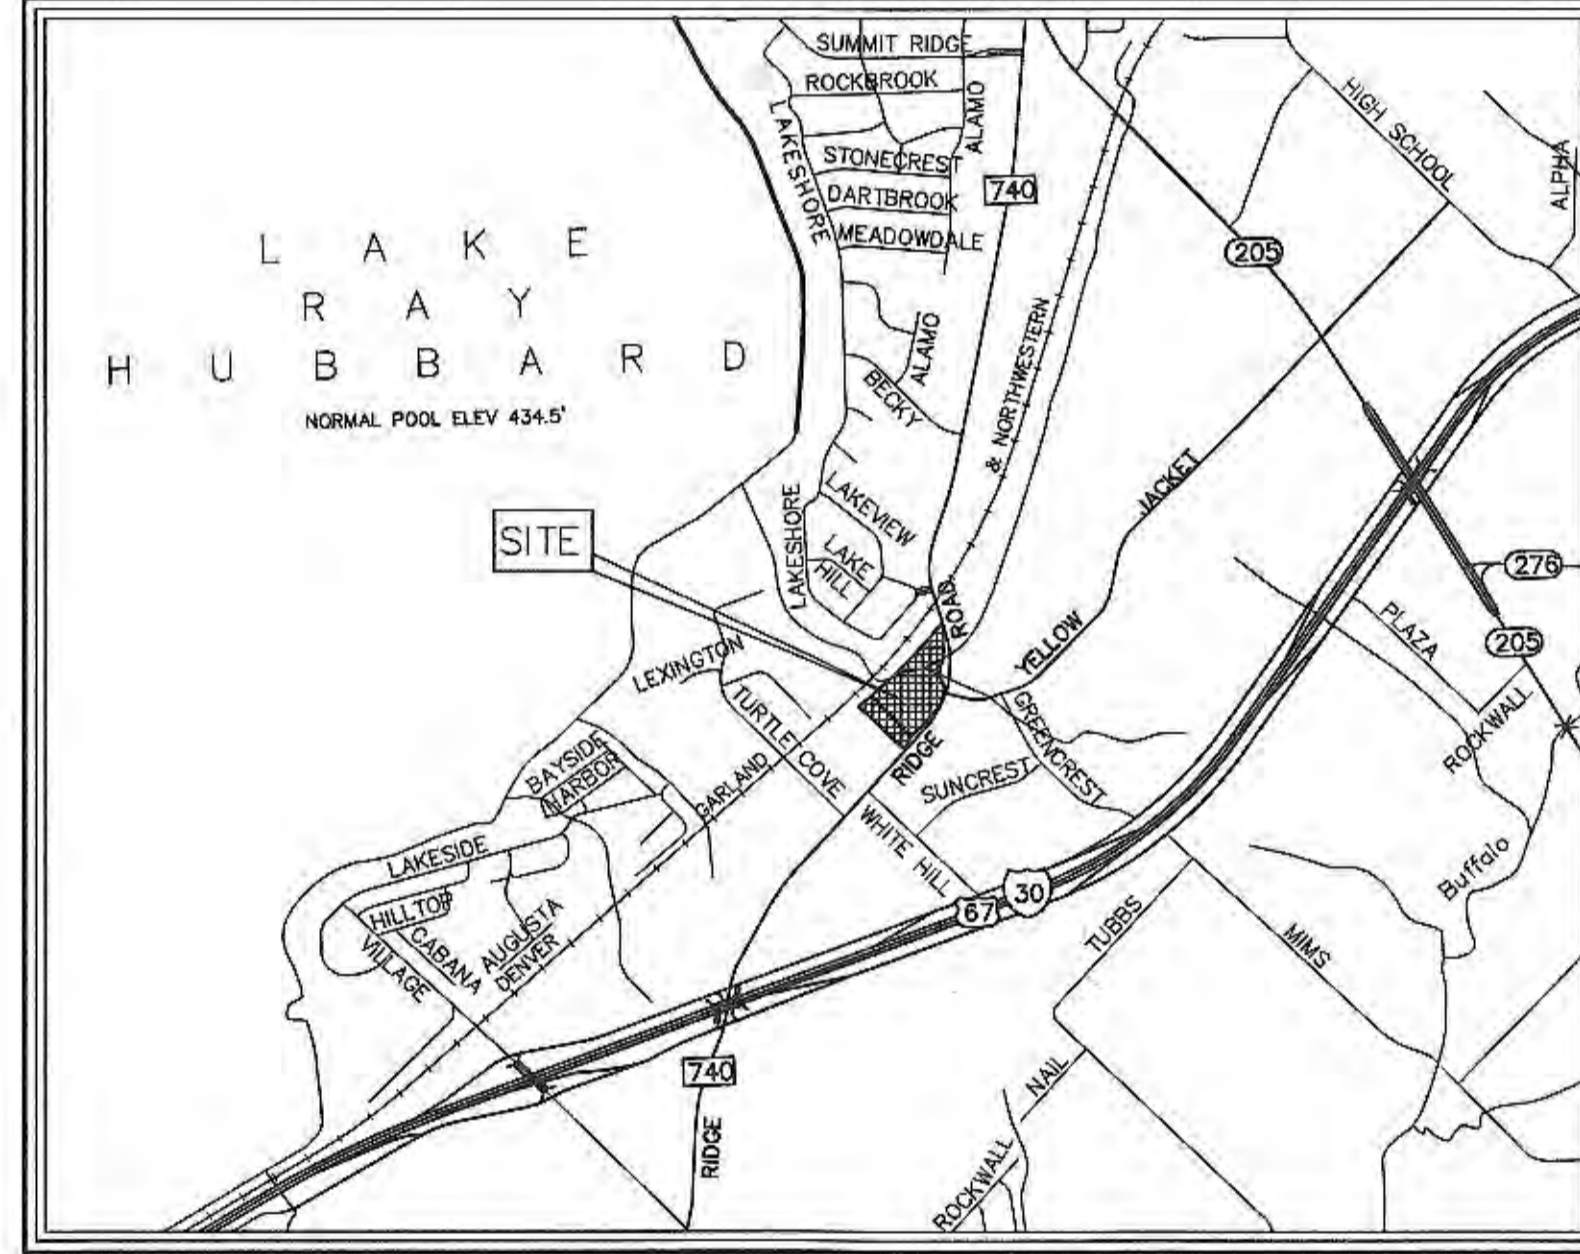 SUMMIT RIDGE
ROCKBROOK
ALAMO
LAKESHORE
STONECREST
DARTBROOK
MEADOWDALE
740
HIGH SCHOOL
ALPHA
205
LAKE
RAY
HUBBARD
NORMAL POOL ELEV 434.5'
ALAMO
BECKY
& NORTHWESTERN
JACKET
SITE
LAKESHORE
LAKEVIEW
LAKE
HILL
ROAD
YELLOW
276
PLAZA
205
ROCKWALL
LEXINGTON
TURTLE COVE
GREENCREST
BAYSIDE
HARBOR
GARLAND
RIDGE
SUNCREST
WHITE HILL
LAKESIDE
HILLTOP
CABANA
VILLAGE
AUGUSTA
DENVER
67
30
TUBBS
MIMS
Buffalo
740
RIDGE
NAIL
ROCKWALL